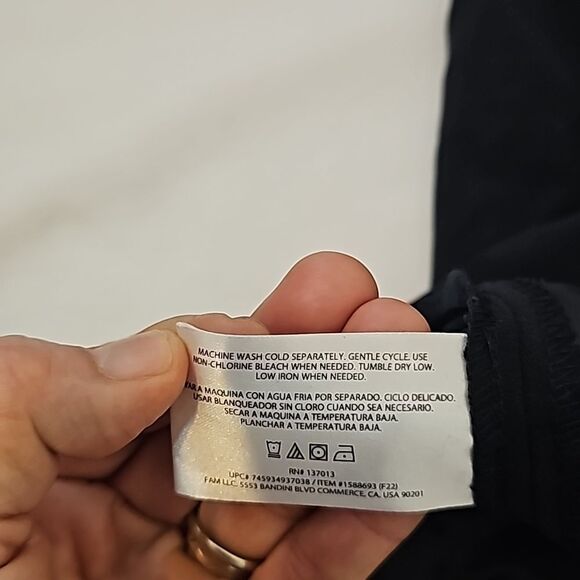 MACHINE WASH COLD SEPARATELY. GENTLE CYCLE. USE
NON-CHLORINE BLEACH WHEN NEEDED. TUMBLE DRY LOW.
LOW IRON WHEN NEEDED.
A MAQUINA CON AGUA FRIA POR SEPARADO. CICLO DELICADO.
USAR BLANQUEADOR SIN CLORO CUANDO SEA NECESARIO.
SECAR A MAQUINA A TEMPERATURA BAJA.
PLANCHAR A TEMPERATURA BAJA.
RN# 137013
UPC# 745934937038 / ITEM #1588693 (F22)
FAM LLC. 5553 BANDINI BLVD COMMERCE, CA, USA 90201